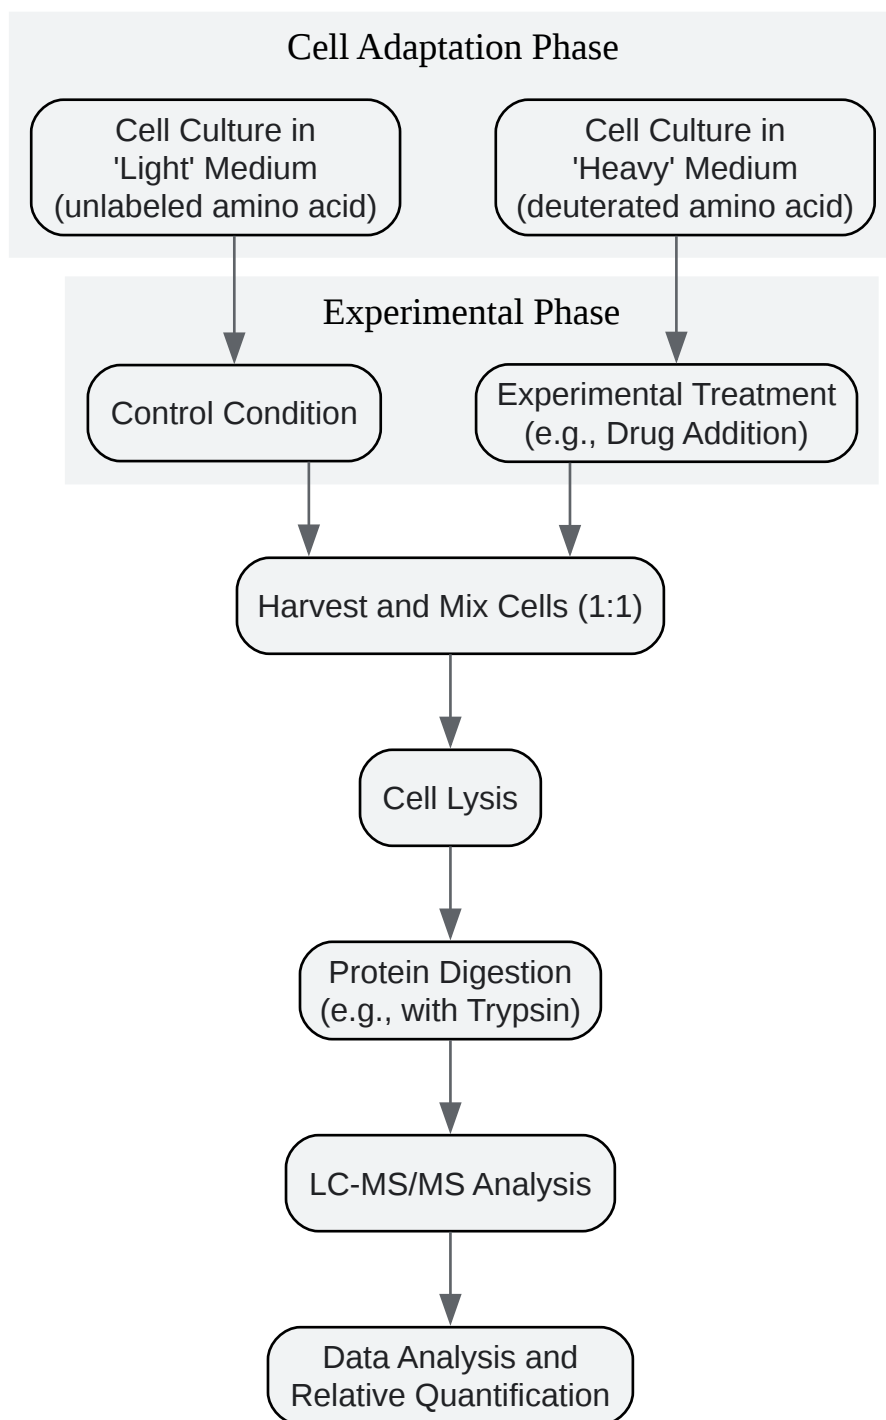 Cell Adaptation Phase
Cell Culture in
'Light' Medium
(unlabeled amino acid)
Cell Culture in
'Heavy' Medium
(deuterated amino acid)
Experimental Phase
Control Condition
Experimental Treatment
(e.g., Drug Addition)
Harvest and Mix Cells (1:1)
Cell Lysis
Protein Digestion
(e.g., with Trypsin)
LC-MS/MS Analysis
Data Analysis and
Relative Quantification